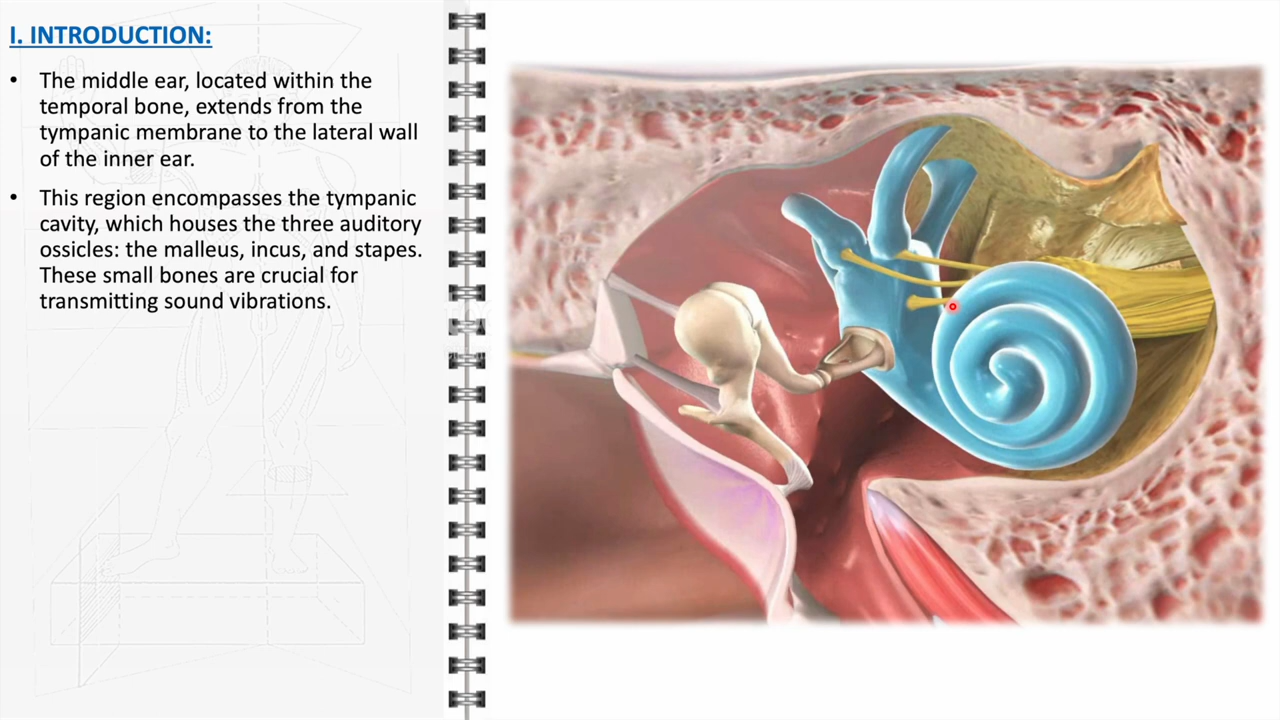 I. INTRODUCTION:
• The middle ear, located within the
temporal bone, extends from the
tympanic membrane to the lateral wall
of the inner ear.
• This region encompasses the tympanic
cavity, which houses the three auditory
ossicles: the malleus, incus, and stapes.
These small bones are crucial for
transmitting sound vibrations.